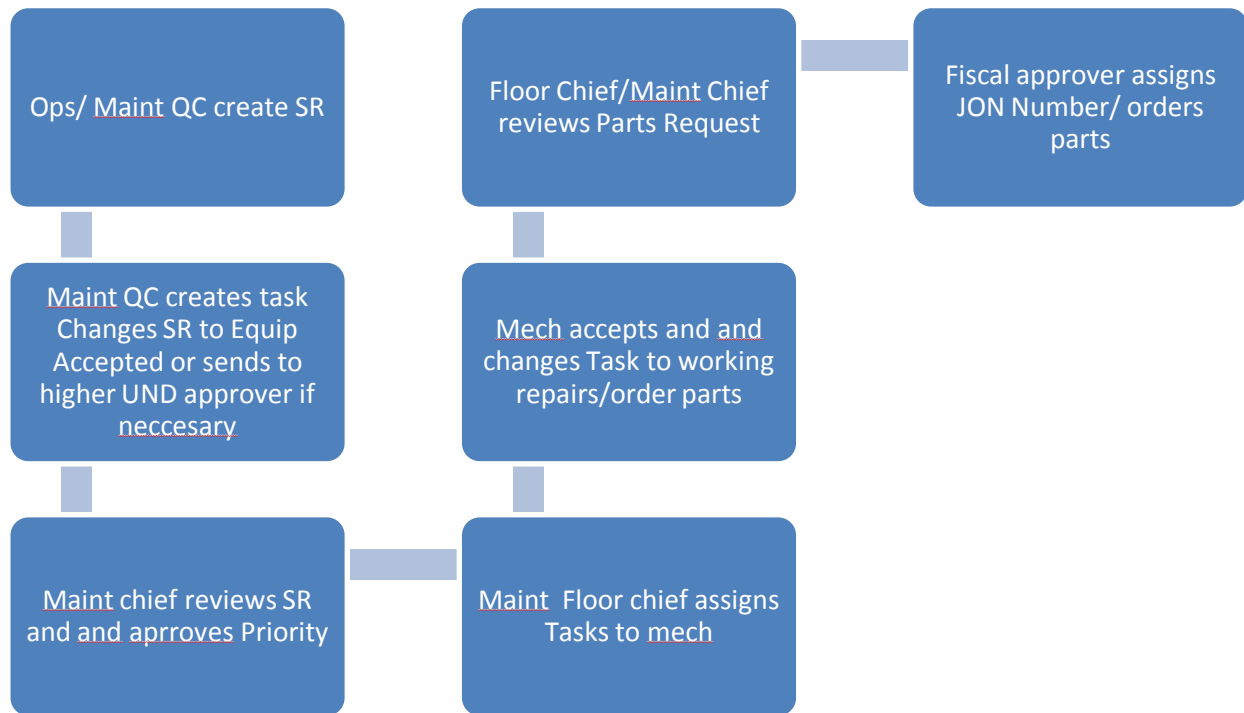 Ops/ Maint QC create SR
Maint QC creates task
Changes SR to Equip
Accepted or sends to
higher UND approver if
neccesary
Maint chief reviews SR
and and aprroves Priority
Maint  Floor chief assigns
Tasks to mech
Mech accepts and and
changes Task to working
repairs/order parts
Floor Chief/Maint Chief
reviews Parts Request
Fiscal approver assigns
JON Number/ orders
parts